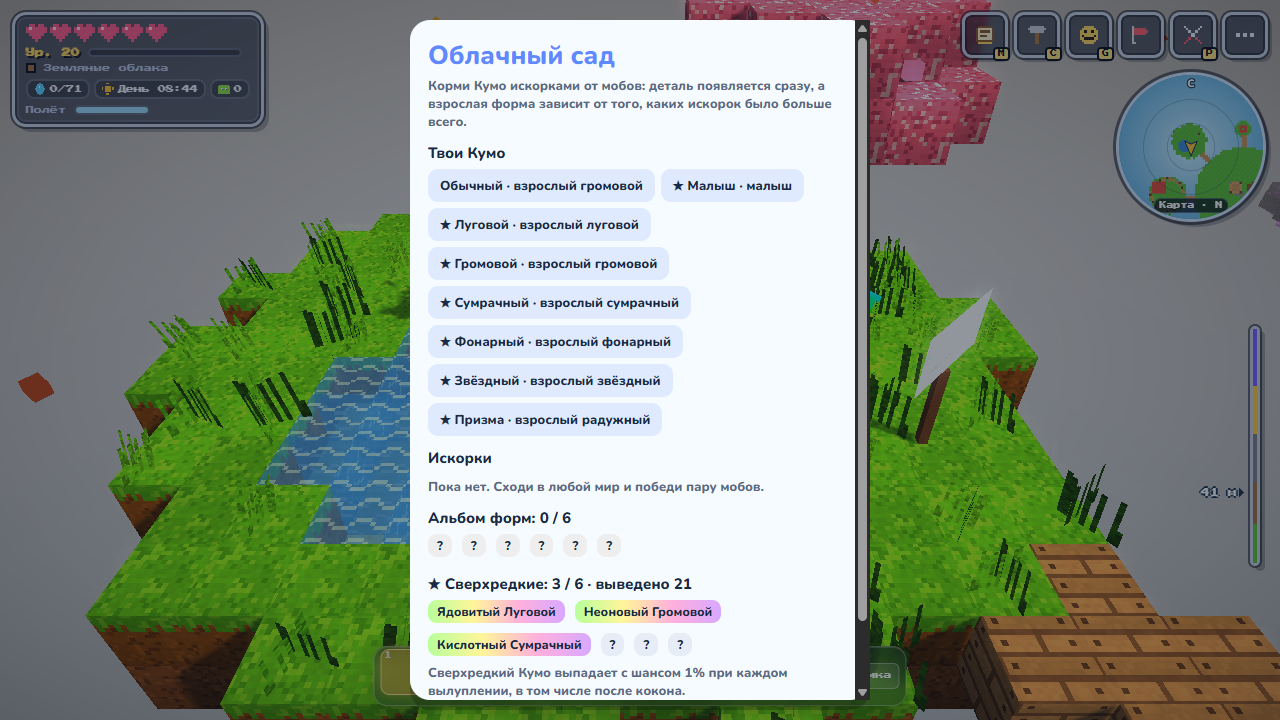 Ур. 20
Земляные облака
0/71
День 08:44
0
Полёт
N
C
G
P
C
Карта · N
41
Облачный сад
Корми Кумо искорками от мобов: деталь появляется сразу, а
взрослая форма зависит от того, каких искорок было больше
всего.
Твои Кумо
Обычный · взрослый громовой
★ Малыш · малыш
★ Луговой · взрослый луговой
★ Громовой · взрослый громовой
★ Сумрачный · взрослый сумрачный
★ Фонарный · взрослый фонарный
★ Звёздный · взрослый звёздный
★ Призма · взрослый радужный
Искорки
Пока нет. Сходи в любой мир и победи пару мобов.
Альбом форм: 0 / 6
? ? ? ? ? ?
★ Сверхредкие: 3 / 6 · выведено 21
Ядовитый Луговой
Неоновый Громовой
Кислотный Сумрачный ? ? ?
Сверхредкий Кумо выпадает с шансом 1% при каждом
вылуплении, в том числе после кокона.
1